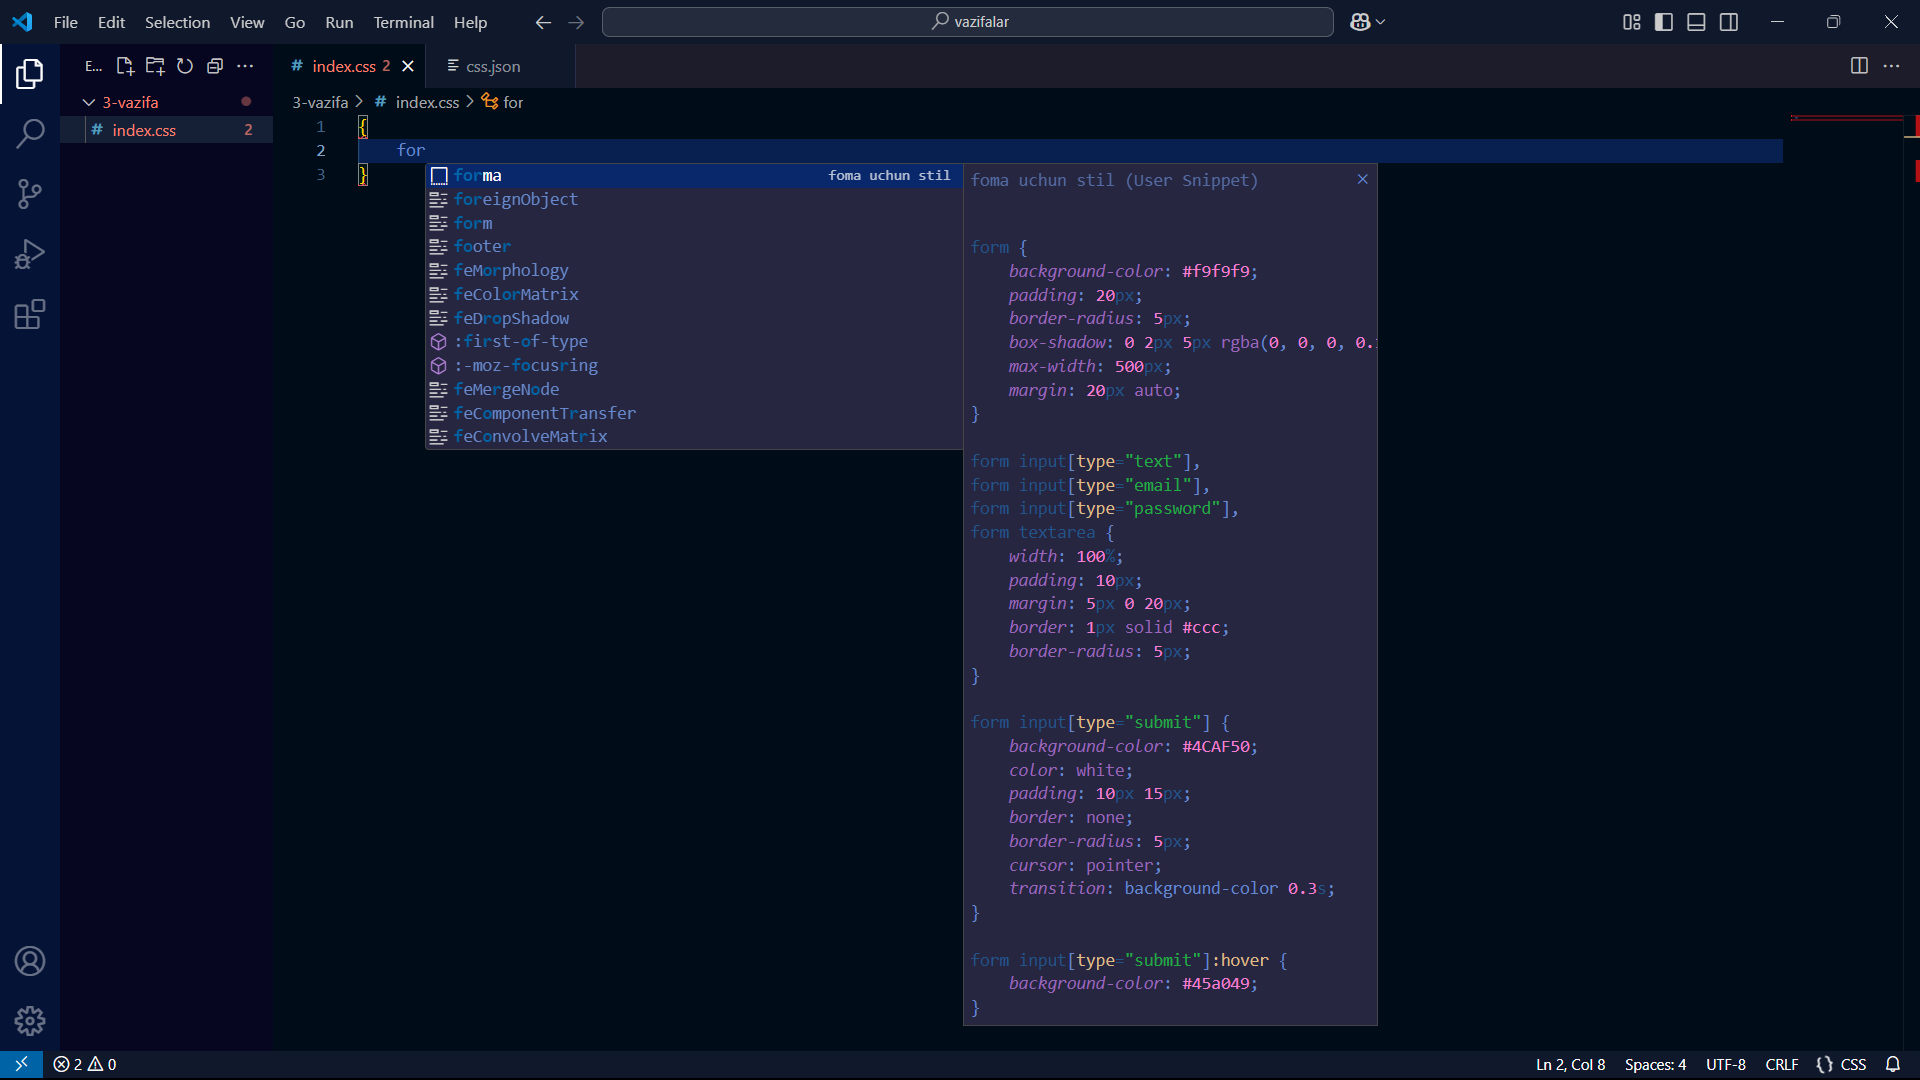 File Edit Selection View Go Run Terminal Help
vazifalar
E...
# index.css 2
css.json
3-vazifa
# index.css 2
3-vazifa > # index.css > for
1 {
2 for
3 }
forma foma uchun stil
foreignObject
form
footer
feMorphology
feColorMatrix
feDropShadow
:first-of-type
:-moz-focusring
feMergeNode
feComponentTransfer
feConvolveMatrix
foma uchun stil (User Snippet)
form {
background-color: #f9f9f9;
padding: 20px;
border-radius: 5px;
box-shadow: 0 2px 5px rgba(0, 0, 0, 0.
max-width: 500px;
margin: 20px auto;
}
form input[type="text"],
form input[type="email"],
form input[type="password"],
form textarea {
width: 100%;
padding: 10px;
margin: 5px 0 20px;
border: 1px solid #ccc;
border-radius: 5px;
}
form input[type="submit"] {
background-color: #4CAF50;
color: white;
padding: 10px 15px;
border: none;
border-radius: 5px;
cursor: pointer;
transition: background-color 0.3s;
}
form input[type="submit"]:hover {
background-color: #45a049;
}
2 0
Ln 2, Col 8 Spaces: 4 UTF-8 CRLF {} CSS